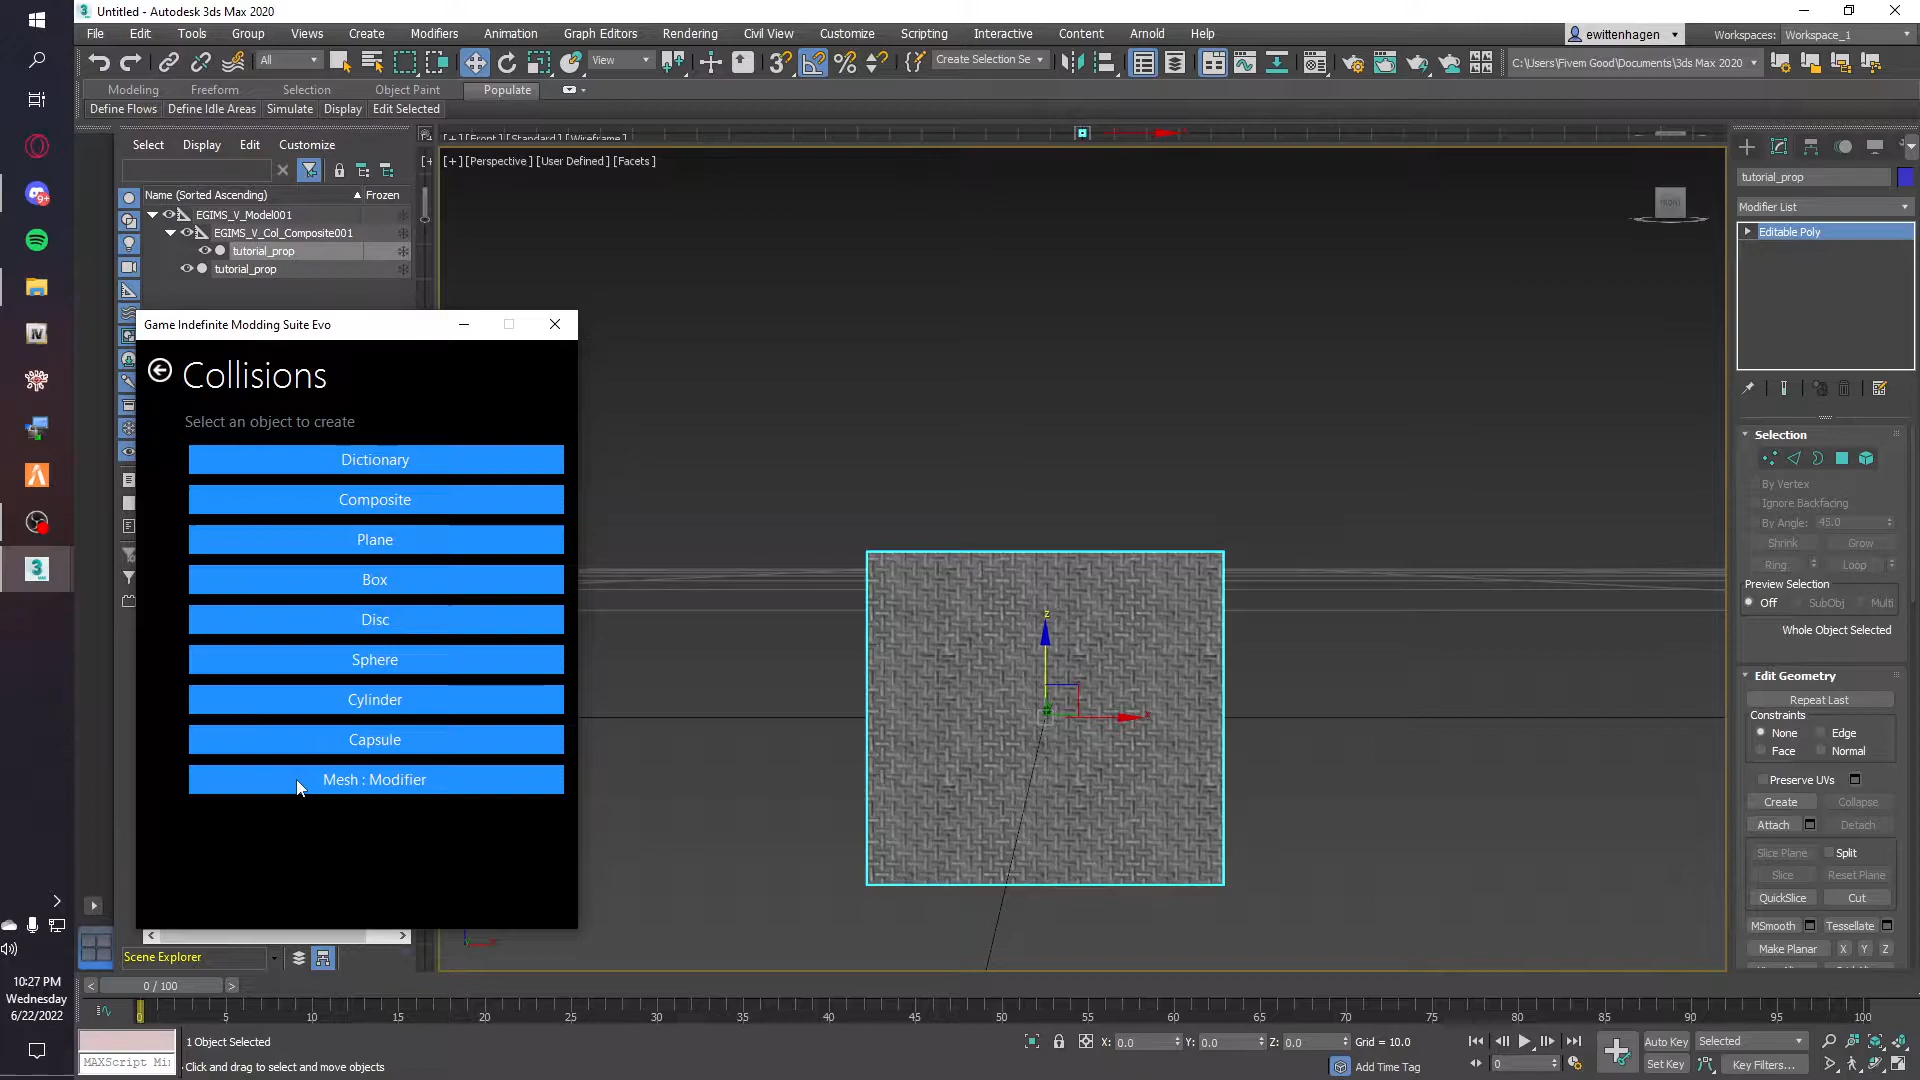 Untitled - Autodesk 3ds Max 2020
File Edit Tools Group Views Create Modifiers Animation Graph Editors Rendering Civil View Customize Scripting Interactive Content Arnold Help
ewittenhagen
Workspaces: Workspace_1
All
View
Create Selection Se
C:\Users\Fivem Good\Documents\3ds Max 2020
Modeling Freeform Selection Object Paint Populate
Define Flows Define Idle Areas Simulate Display Edit Selected
Select Display Edit Customize
Name (Sorted Ascending) Frozen
EGIMS_V_Model001
EGIMS_V_Col_Composite001
tutorial_prop
tutorial_prop
[+][Front][Standard][Wireframe]
[+][Perspective][User Defined][Facets]
FRONT
Game Indefinite Modding Suite Evo
Collisions
Select an object to create
Dictionary
Composite
Plane
Box
Disc
Sphere
Cylinder
Capsule
Mesh : Modifier
z
x
tutorial_prop
Modifier List
Editable Poly
Selection
By Vertex
Ignore Backfacing
By Angle: 45.0
Shrink Grow
Ring Loop
Preview Selection
Off SubObj Multi
Whole Object Selected
Edit Geometry
Repeat Last
Constraints
None Edge
Face Normal
Preserve UVs
Create Collapse
Attach Detach
Slice Plane Split
Slice Reset Plane
QuickSlice Cut
MSmooth Tessellate
Make Planar X Y Z
Scene Explorer
0 / 100
0 5 10 15 20 25 30 35 40 45 50 55 60 65 70 75 80 85 90 95 100
10:27 PM
Wednesday
6/22/2022
MAXScript Mi
1 Object Selected
Click and drag to select and move objects
X: 0.0 Y: 0.0 Z: 0.0 Grid = 10.0
Add Time Tag
0
Auto Key Selected
Set Key Key Filters...